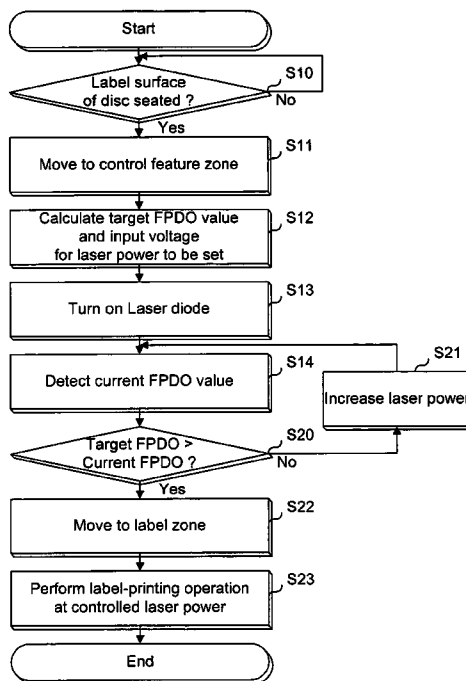 Start
Label surface
of disc seated ?
S10
No
Yes
S11
Move to control feature zone
S12
Calculate target FPDO value
and input voltage
for laser power to be set
S13
Turn on Laser diode
S14
Detect current FPDO value
S21
Increase laser power
Target FPDO >
Current FPDO ?
S20
No
Yes
S22
Move to label zone
S23
Perform label-printing operation
at controlled laser power
End